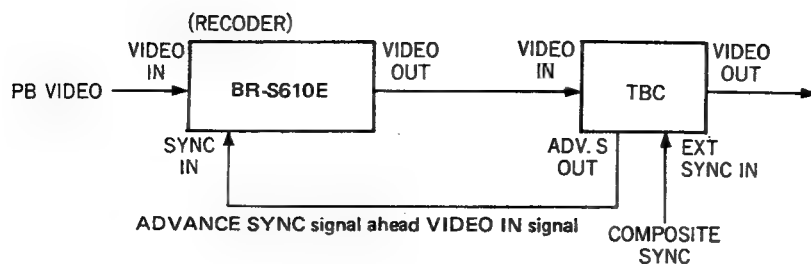 (RECODER)
VIDEO IN
VIDEO OUT
VIDEO IN
VIDEO OUT
PB VIDEO
BR-S610E
TBC
SYNC IN
ADV. S OUT
EXT SYNC IN
ADVANCE SYNC signal ahead VIDEO IN signal
COMPOSITE SYNC